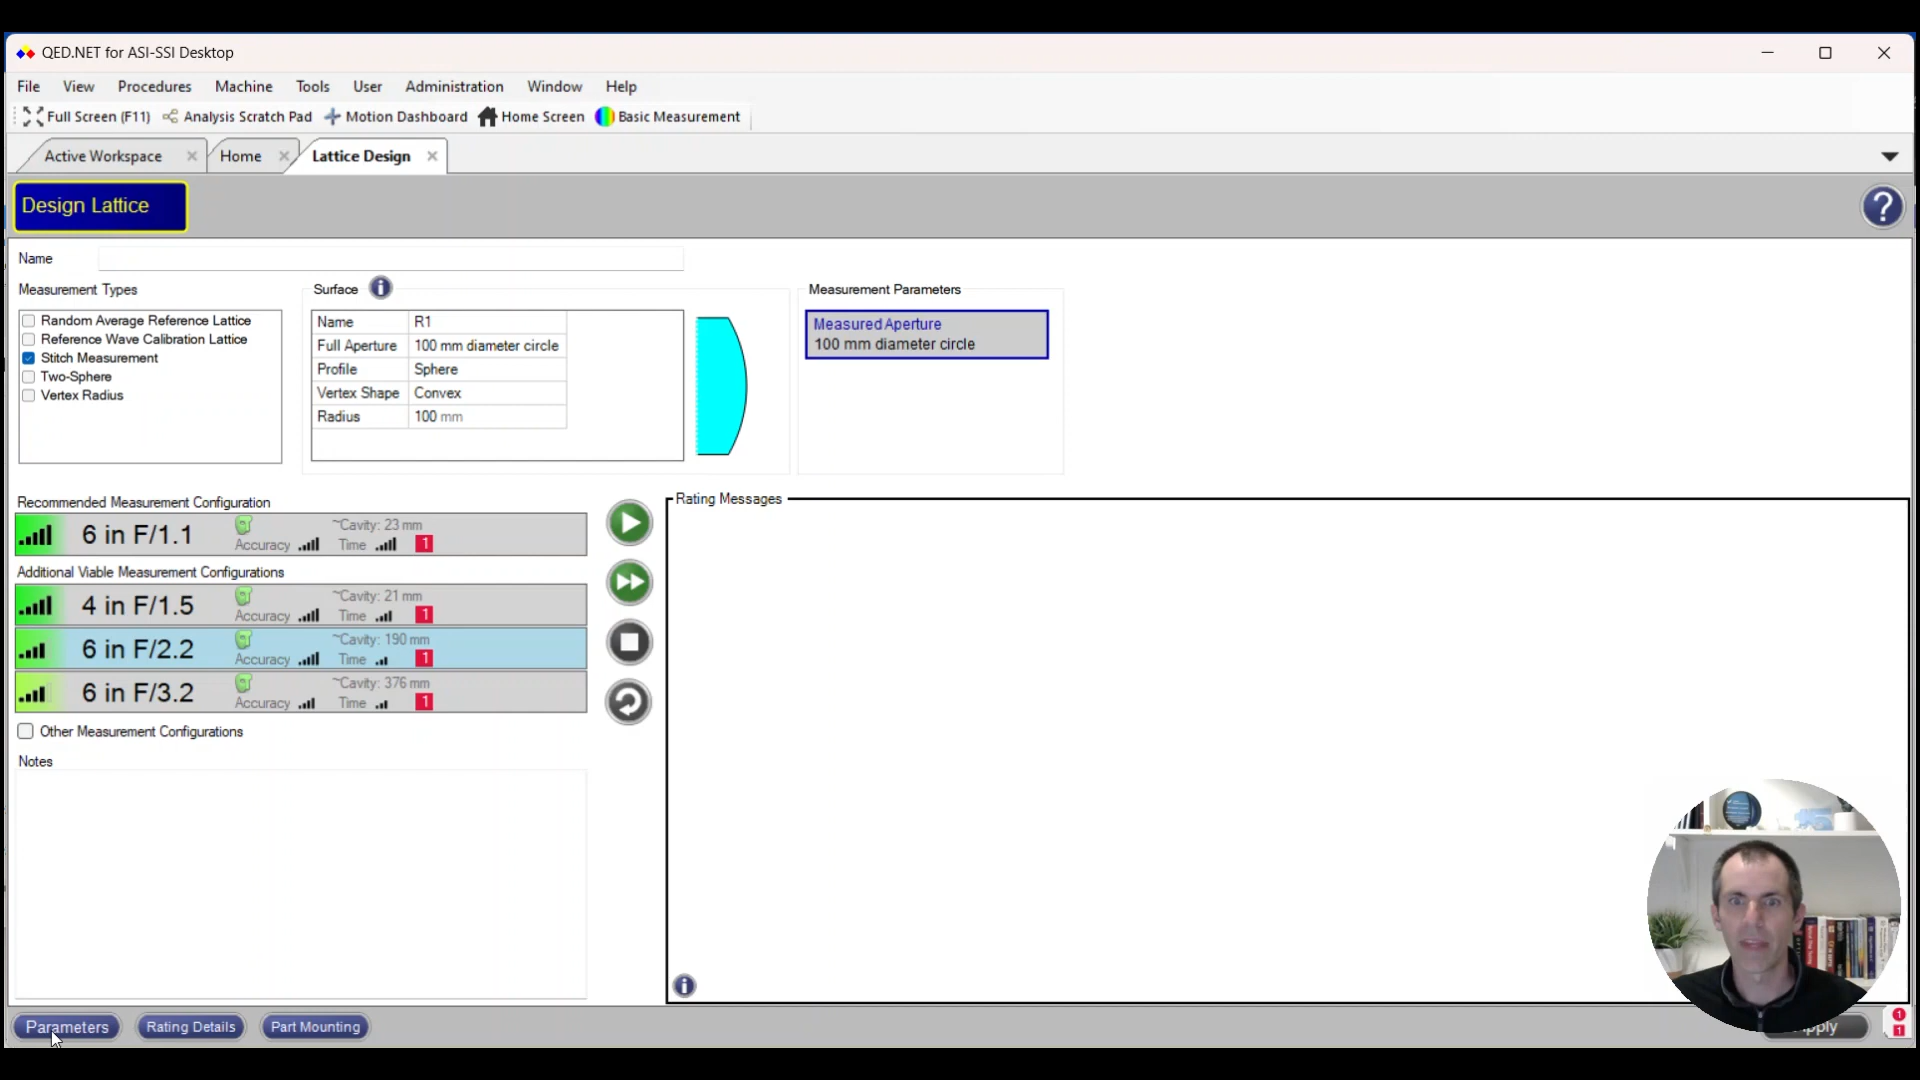 QED.NET for ASI-SSI Desktop
File View Procedures Machine Tools User Administration Window Help
Full Screen (F11) Analysis Scratch Pad Motion Dashboard Home Screen Basic Measurement
Active Workspace Home Lattice Design
Design Lattice
?
Name
Measurement Types
Random Average Reference Lattice
Reference Wave Calibration Lattice
Stitch Measurement
Two-Sphere
Vertex Radius
Surface
Name R1
Full Aperture 100 mm diameter circle
Profile Sphere
Vertex Shape Convex
Radius 100 mm
Measurement Parameters
Measured Aperture
100 mm diameter circle
Recommended Measurement Configuration
6 in F/1.1 ~Cavity: 23 mm
Accuracy Time 1
Additional Viable Measurement Configurations
4 in F/1.5 ~Cavity: 21 mm
Accuracy Time 1
6 in F/2.2 ~Cavity: 190 mm
Accuracy Time 1
6 in F/3.2 ~Cavity: 376 mm
Accuracy Time 1
Other Measurement Configurations
Notes
Rating Messages
Parameters Rating Details Part Mounting
1
1